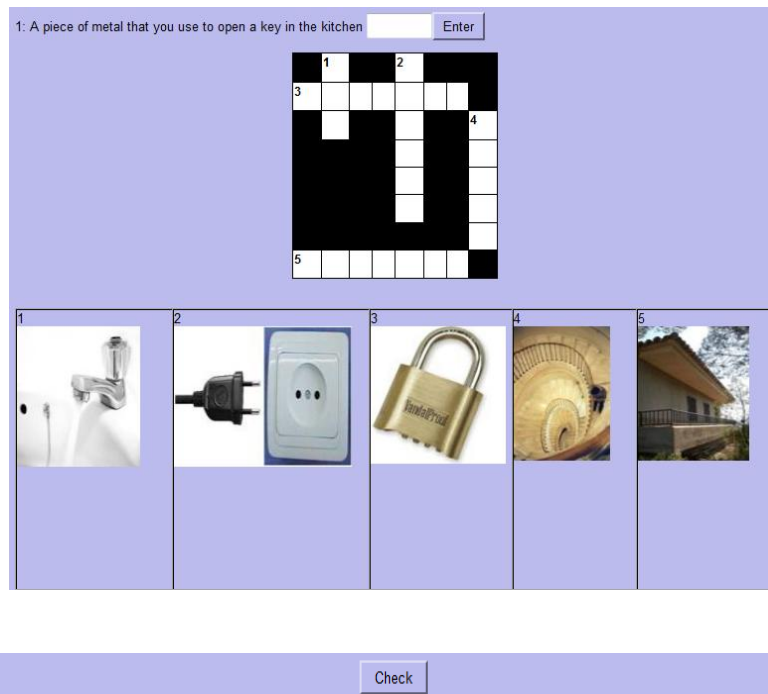 1: A piece of metal that you use to open a key in the kitchen Enter
1 2
3
4
5
1 2 3 4 5
VandalProof
Check